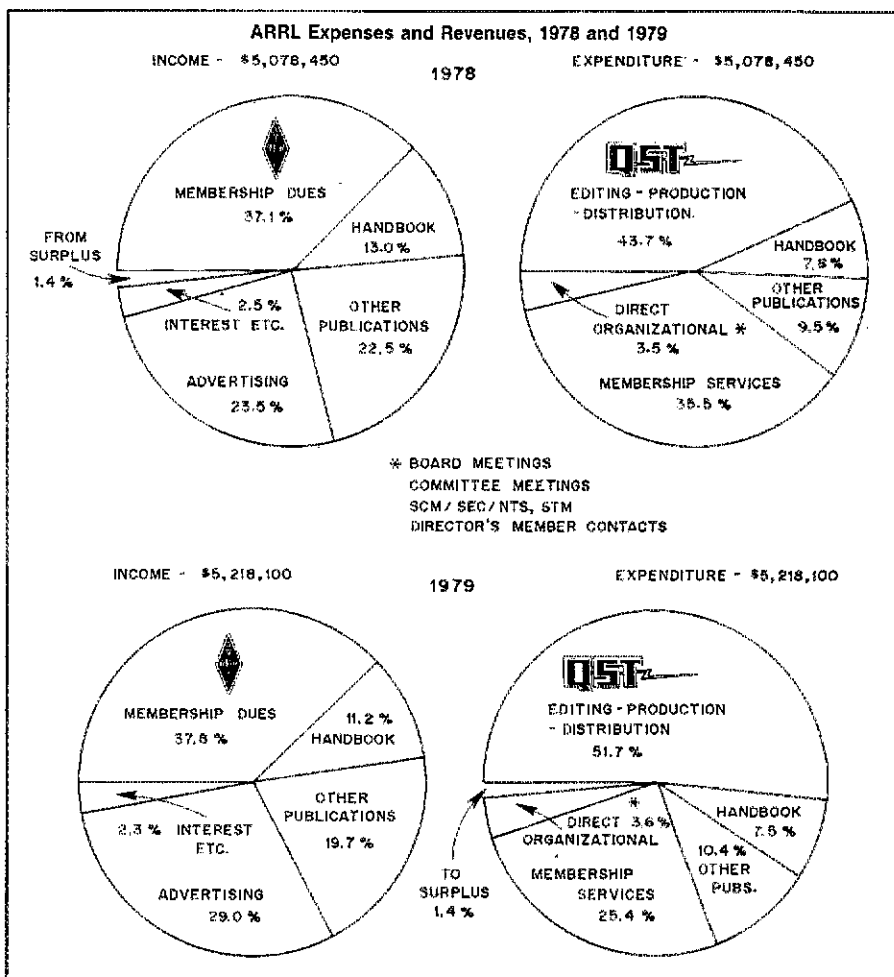 ARRL Expenses and Revenues, 1978 and 1979
INCOME - $5,078,450
1978
EXPENDITURE - $5,078,450
MEMBERSHIP DUES
37.1 %
HANDBOOK
13.0 %
OTHER
PUBLICATIONS
22.5 %
ADVERTISING
23.5 %
2.5 %
INTEREST ETC.
FROM
SURPLUS
1.4 %
QST
EDITING - PRODUCTION
- DISTRIBUTION.
43.7 %
HANDBOOK
7.8 %
OTHER
PUBLICATIONS
9.5 %
DIRECT
ORGANIZATIONAL *
3.5 %
MEMBERSHIP SERVICES
35.5 %
* BOARD MEETINGS
COMMITTEE MEETINGS
SCM / SEC / NTS, STM
DIRECTOR'S MEMBER CONTACTS
INCOME - $5,218,100
1979
EXPENDITURE - $5,218,100
MEMBERSHIP DUES
37.8 %
11.2 %
HANDBOOK
OTHER
PUBLICATIONS
19.7 %
2.3 % INTEREST
ETC.
ADVERTISING
29.0 %
QST
EDITING - PRODUCTION
- DISTRIBUTION
51.7 %
HANDBOOK
7.5 %
10.4 %
OTHER
PUBS.
*
DIRECT 3.6 %
ORGANIZATIONAL
MEMBERSHIP
SERVICES
25.4 %
TO
SURPLUS
1.4 %